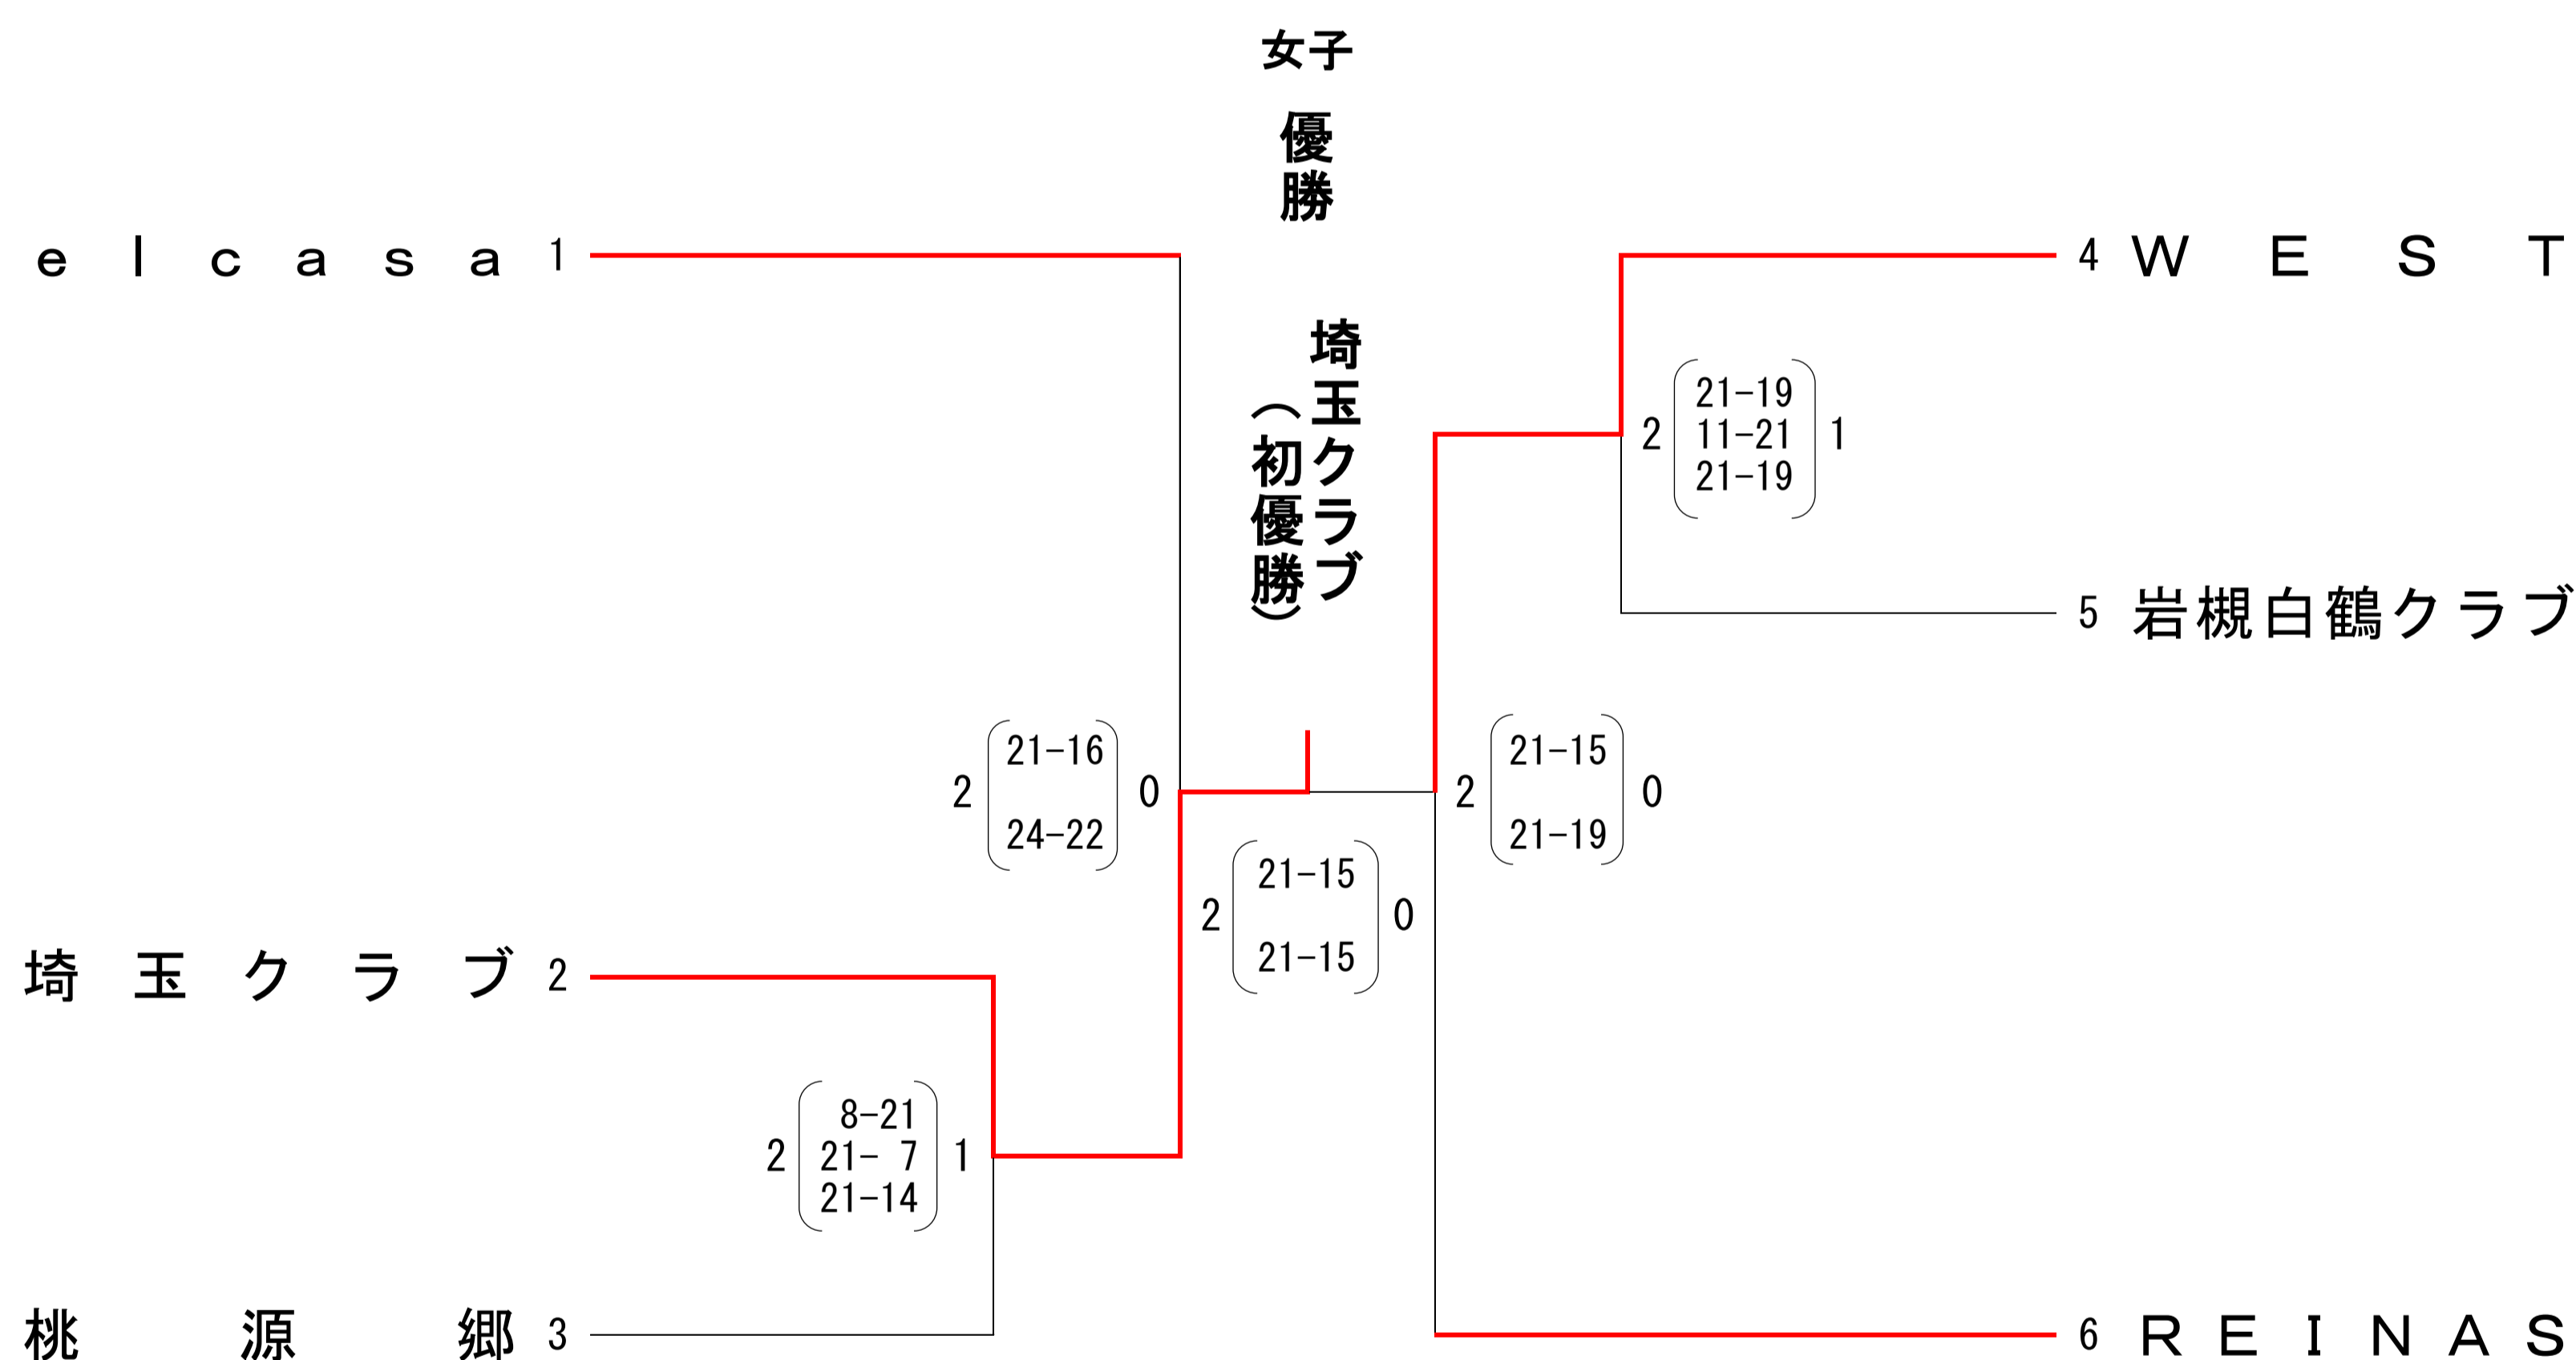 女子
優勝
埼玉クラブ
(初優勝)
elcasa 1
4 WEST
2 21-19 1
11-21
21-19
5 岩槻白鶴クラブ
2 21-16 0
24-22
2 21-15 0
21-19
2 21-15 0
21-15
埼玉クラブ 2
2 8-21 1
21- 7
21-14
桃源郷 3
6 REINAS